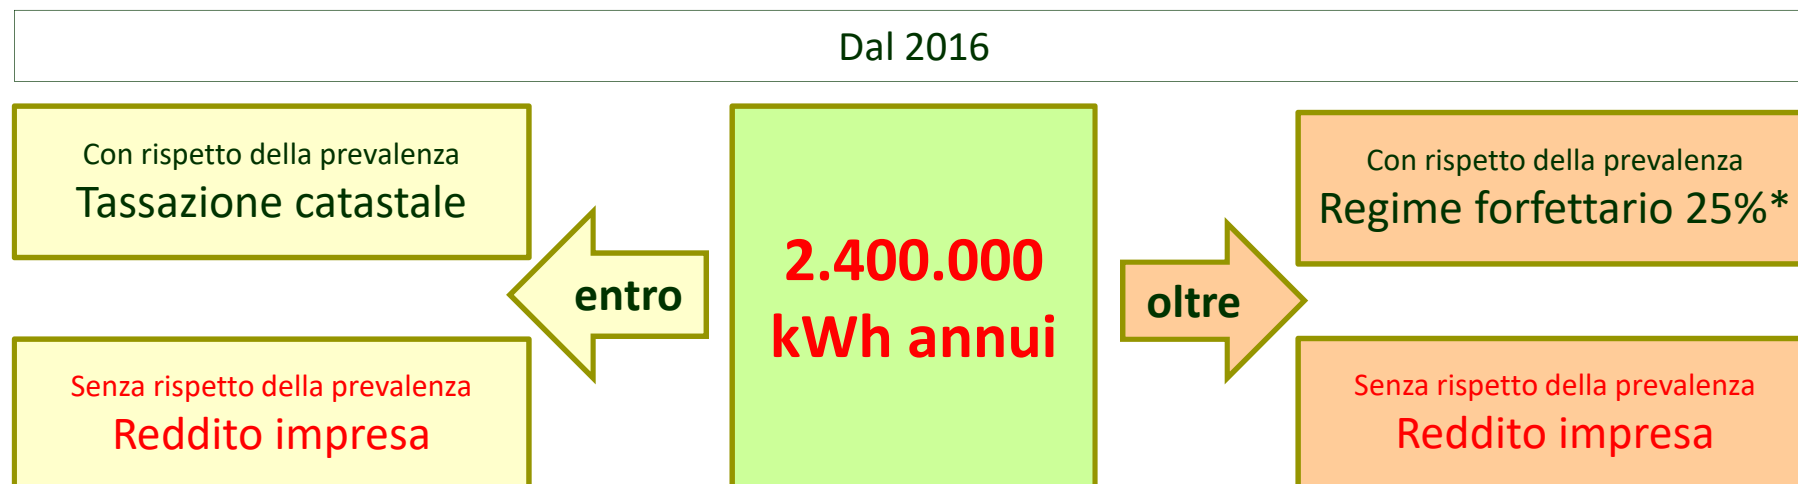 Dal 2016
Con rispetto della prevalenza
Tassazione catastale
Senza rispetto della prevalenza
Reddito impresa
entro
2.400.000
kWh annui
oltre
Con rispetto della prevalenza
Regime forfettario 25%*
Senza rispetto della prevalenza
Reddito impresa